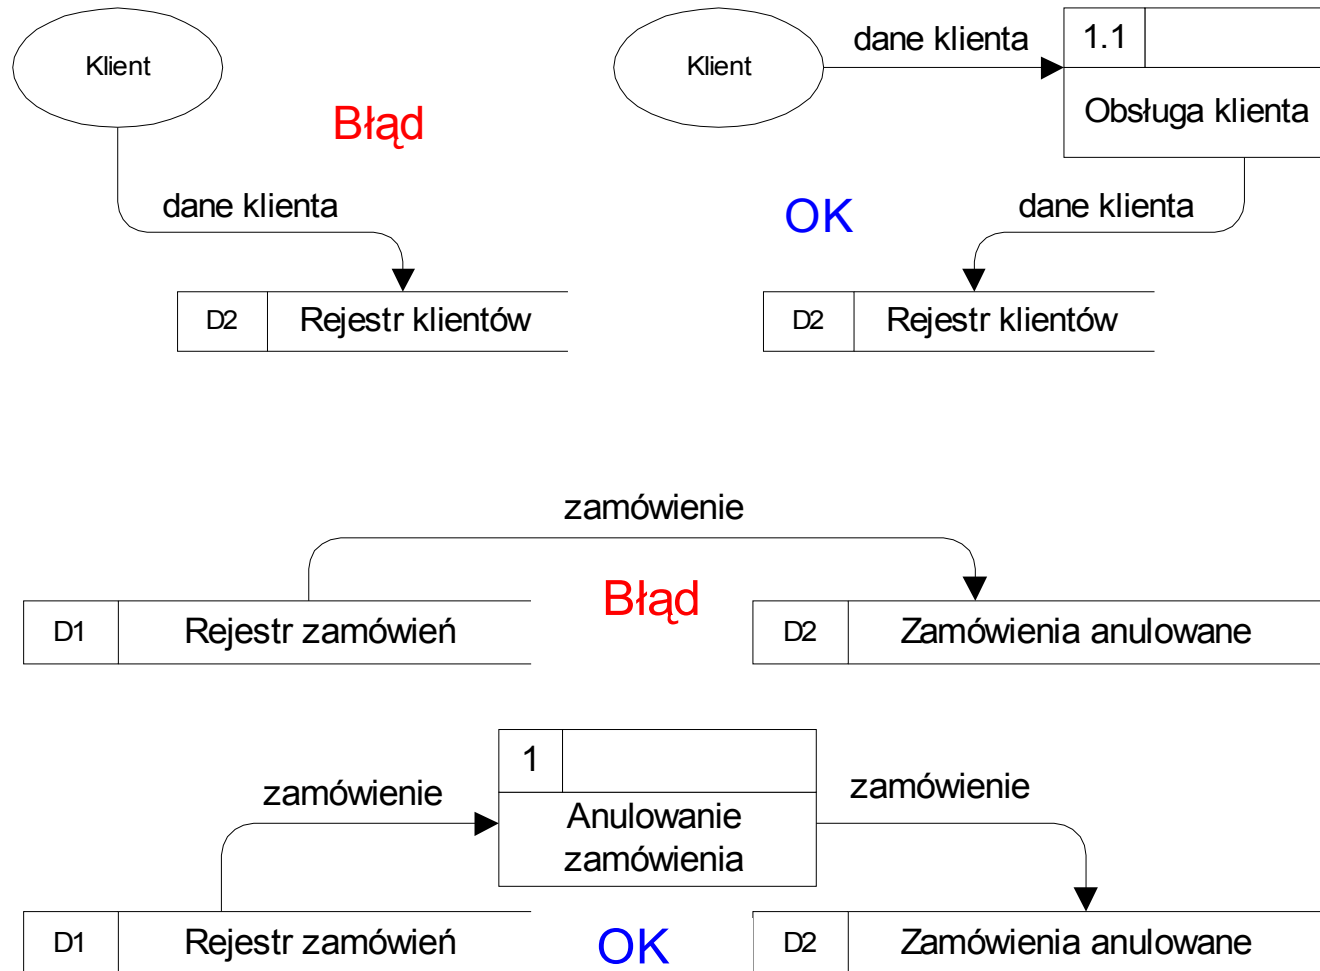 Klient
Błąd
dane klienta
D2 Rejestr klientów
Klient
dane klienta
1.1
Obsługa klienta
OK
dane klienta
D2 Rejestr klientów
zamówienie
Błąd
D1 Rejestr zamówień
D2 Zamówienia anulowane
1
zamówienie
Anulowanie
zamówienia
zamówienie
D1 Rejestr zamówień
OK
D2 Zamówienia anulowane